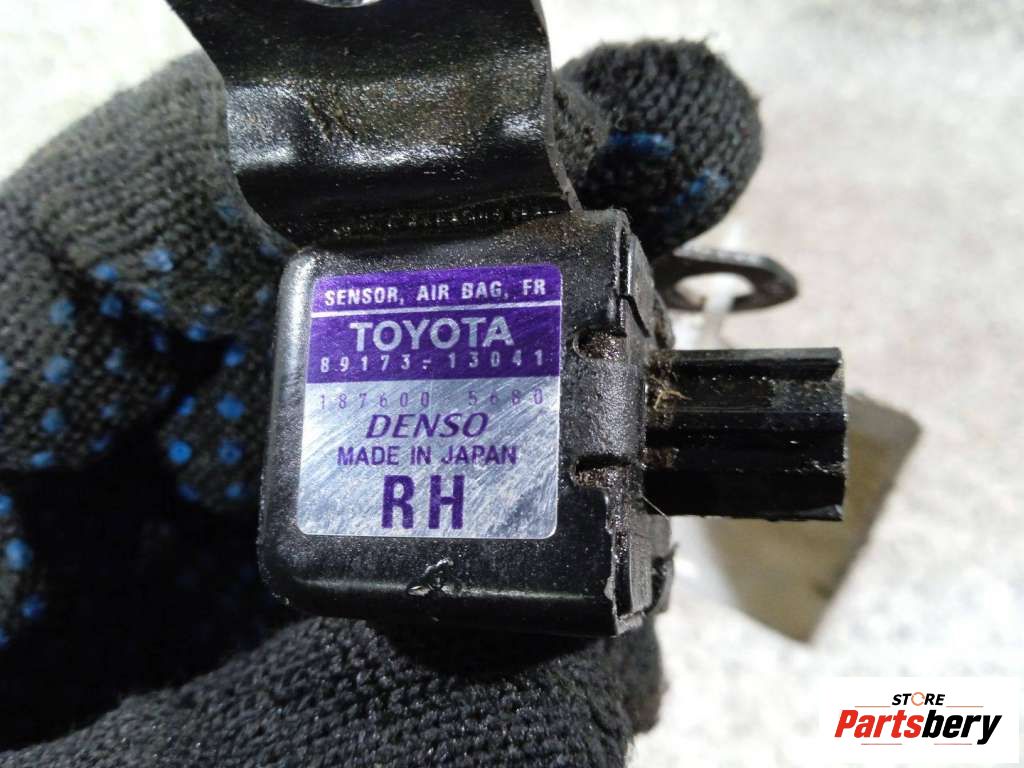 SENSOR, AIR BAG, FR
TOYOTA
89173-13041
187600 5680
DENSO
MADE IN JAPAN
RH
STORE
Partsbery